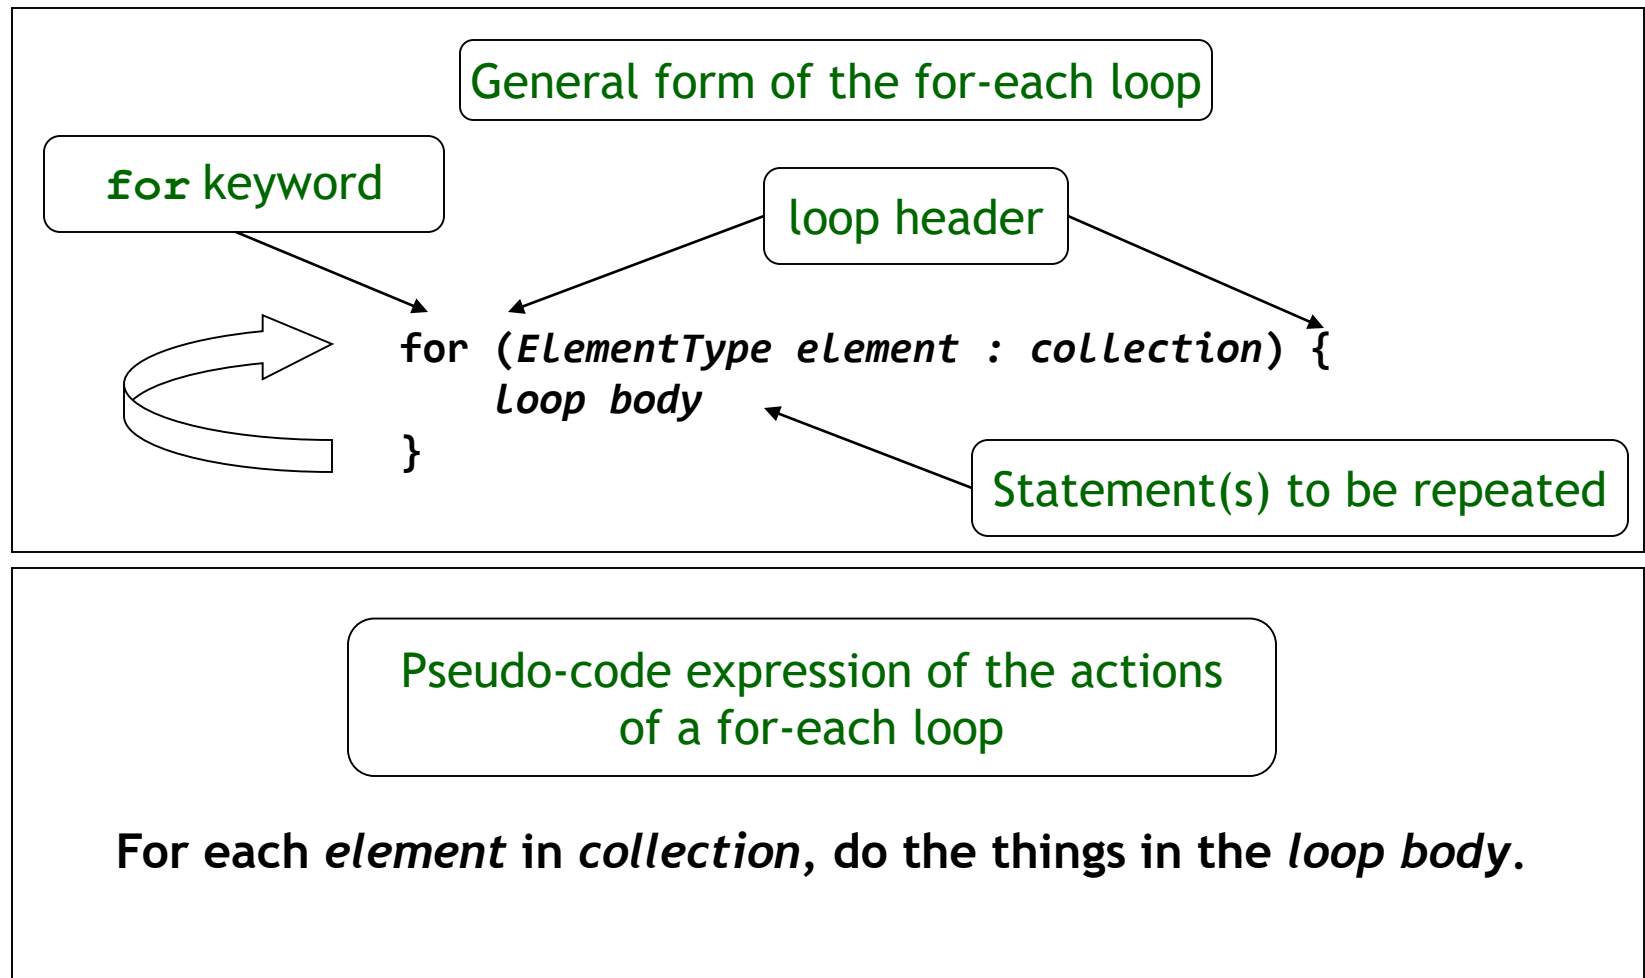 General form of the for-each loop
for keyword
loop header
for (ElementType element : collection) {
loop body
}
Statement(s) to be repeated
Pseudo-code expression of the actions
of a for-each loop
For each element in collection, do the things in the loop body.